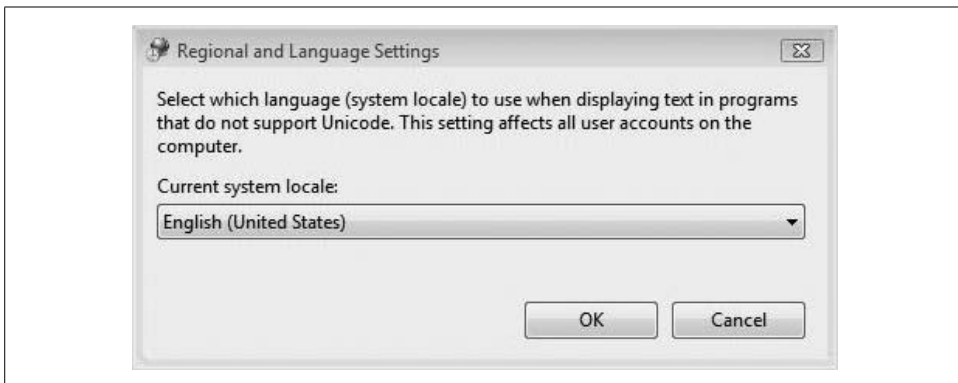 Regional and Language Settings
Select which language (system locale) to use when displaying text in programs
that do not support Unicode. This setting affects all user accounts on the
computer.
Current system locale:
English (United States)
OK
Cancel